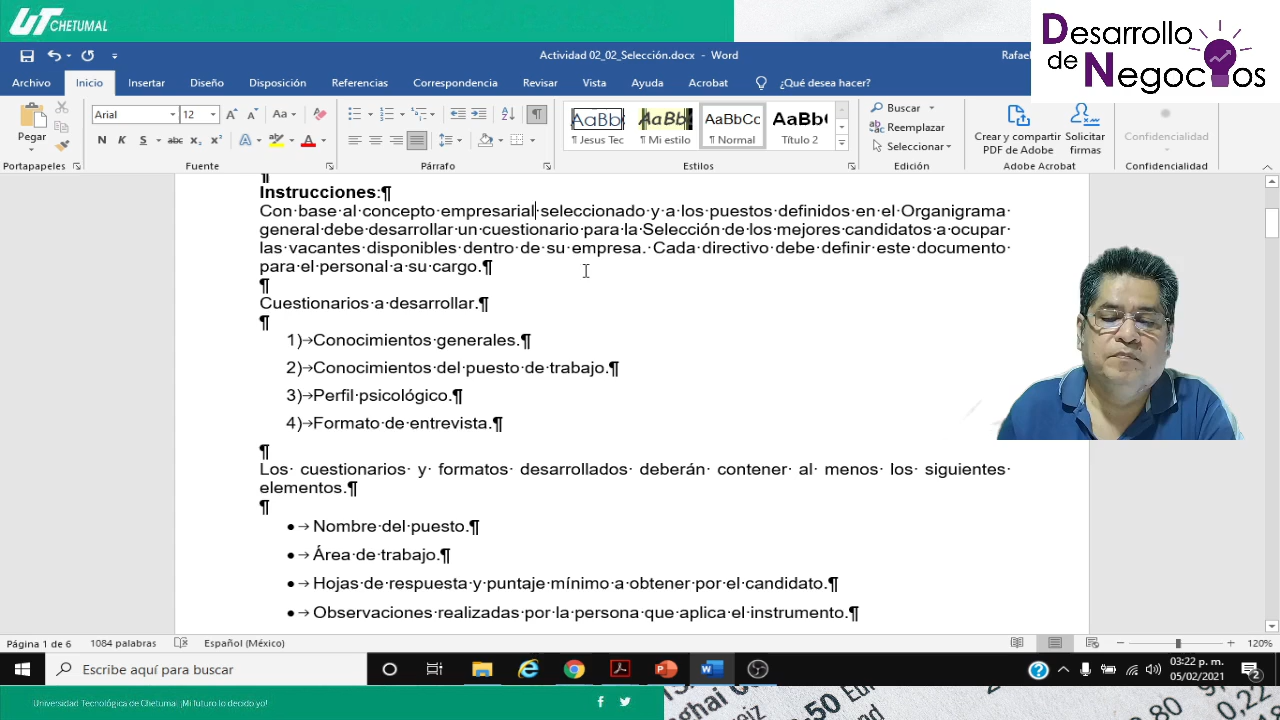 UT CHETUMAL
Actividad 02_02_Selección.docx - Word
Rafael
Desarrollo
de Negocios
Archivo Inicio Insertar Diseño Disposición Referencias Correspondencia Revisar Vista Ayuda Acrobat ¿Qué desea hacer?
Pegar
Arial 12
Aa
N K S abc x₂ x²
AaBb( AaBb( AaBbCc AaBb(
¶ Jesus Tec ¶ Mi estilo ¶ Normal Título 2
Buscar
Reemplazar
Seleccionar
Crear y compartir PDF de Adobe
Solicitar firmas
Confidencialidad
Portapapeles Fuente Párrafo Estilos Edición Adobe Acrobat Confidencialidad
¶
Instrucciones:¶
Con·base·al·concepto·empresarial·seleccionado·y·a·los·puestos·definidos·en·el·Organigrama·
general·debe·desarrollar·un·cuestionario·para·la·Selección·de·los·mejores·candidatos·a·ocupar·
las·vacantes·disponibles·dentro·de·su·empresa.·Cada·directivo·debe·definir·este·documento·
para·el·personal·a·su·cargo.¶
¶
Cuestionarios·a·desarrollar.¶
¶
1)→Conocimientos·generales.¶
2)→Conocimientos·del·puesto·de·trabajo.¶
3)→Perfil·psicológico.¶
4)→Formato·de·entrevista.¶
¶
Los·cuestionarios·y·formatos·desarrollados·deberán·contener·al·menos·los·siguientes·
elementos.¶
¶
•→Nombre·del·puesto.¶
•→Área·de·trabajo.¶
•→Hojas·de·respuesta·y·puntaje·mínimo·a·obtener·por·el·candidato.¶
•→Observaciones·realizadas·por·la·persona·que·aplica·el·instrumento.¶
Página 1 de 6 1084 palabras Español (México) 120%
Escribe aquí para buscar
03:22 p. m.
05/02/2021
Universidad Tecnológica de Chetumal ¡Mi futuro lo decido yo!